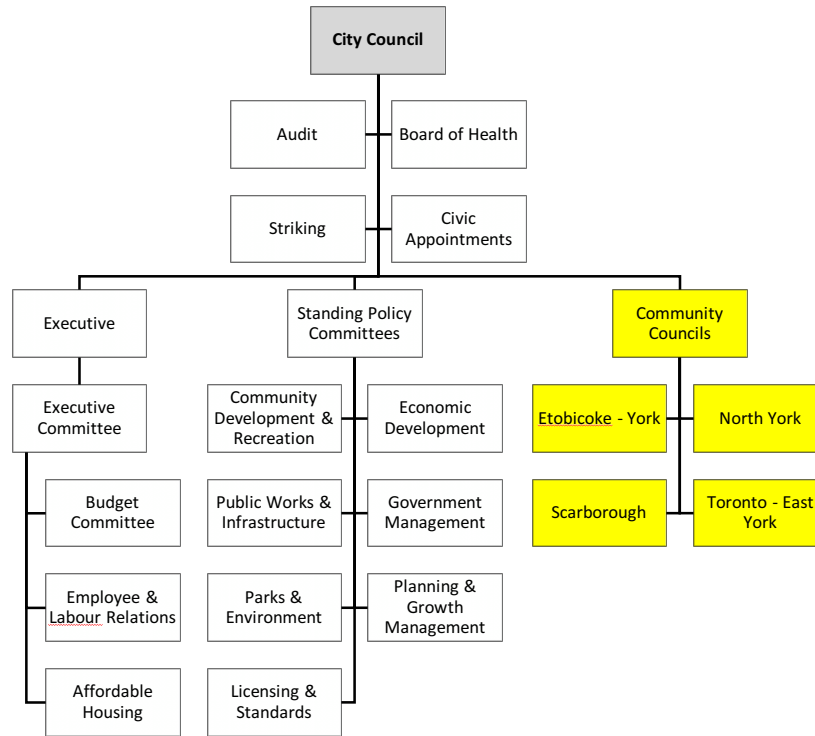 City Council
Audit
Board of Health
Striking
Civic
Appointments
Executive
Standing Policy
Committees
Community
Councils
Executive
Committee
Community
Development &
Recreation
Economic
Development
Etobicoke - York
North York
Budget
Committee
Public Works &
Infrastructure
Government
Management
Scarborough
Toronto - East
York
Employee &
Labour Relations
Parks &
Environment
Planning &
Growth
Management
Affordable
Housing
Licensing &
Standards